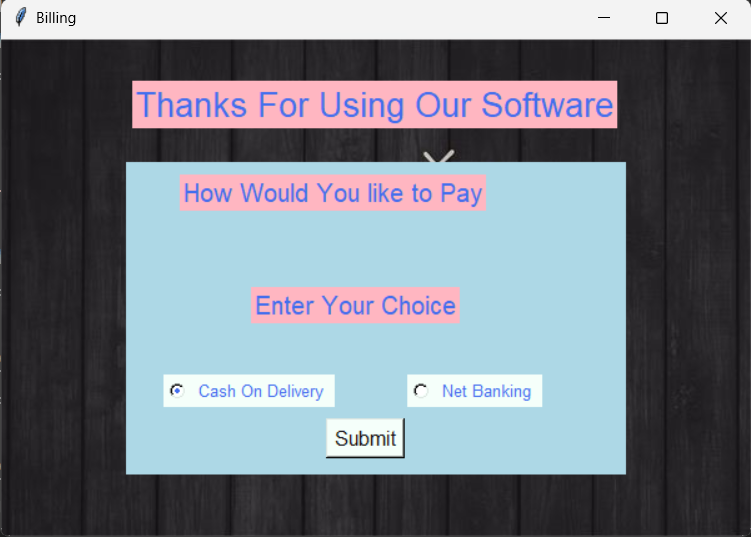 Billing
Thanks For Using Our Software
How Would You like to Pay
Enter Your Choice
Cash On Delivery
Net Banking
Submit